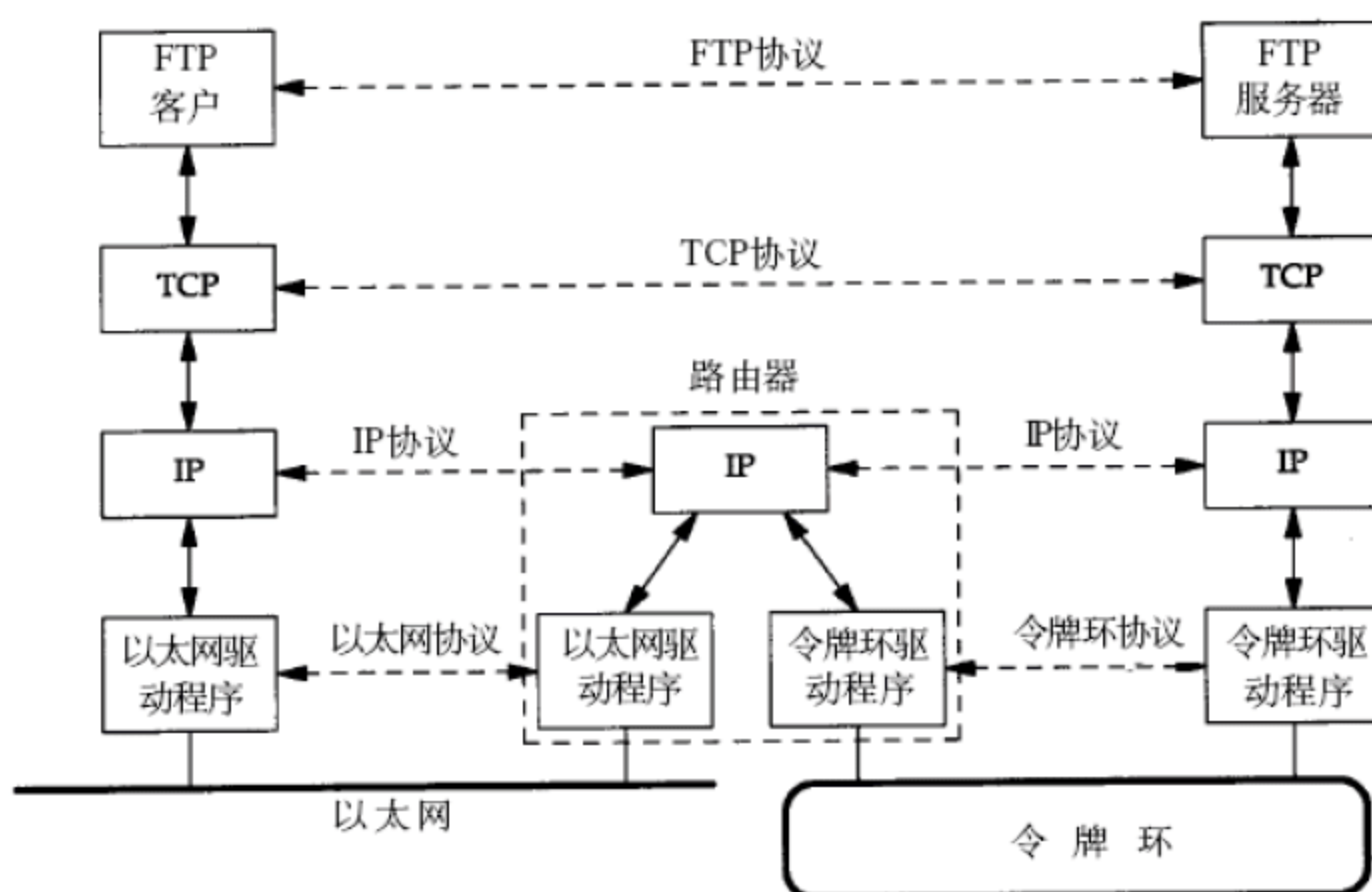 FTP
客户
FTP协议
FTP
服务器
TCP
TCP协议
TCP
路由器
IP
IP协议
IP
IP协议
IP
以太网驱
动程序
以太网协议
以太网驱
动程序
令牌环驱
动程序
令牌环协议
令牌环驱
动程序
以太网
令牌环